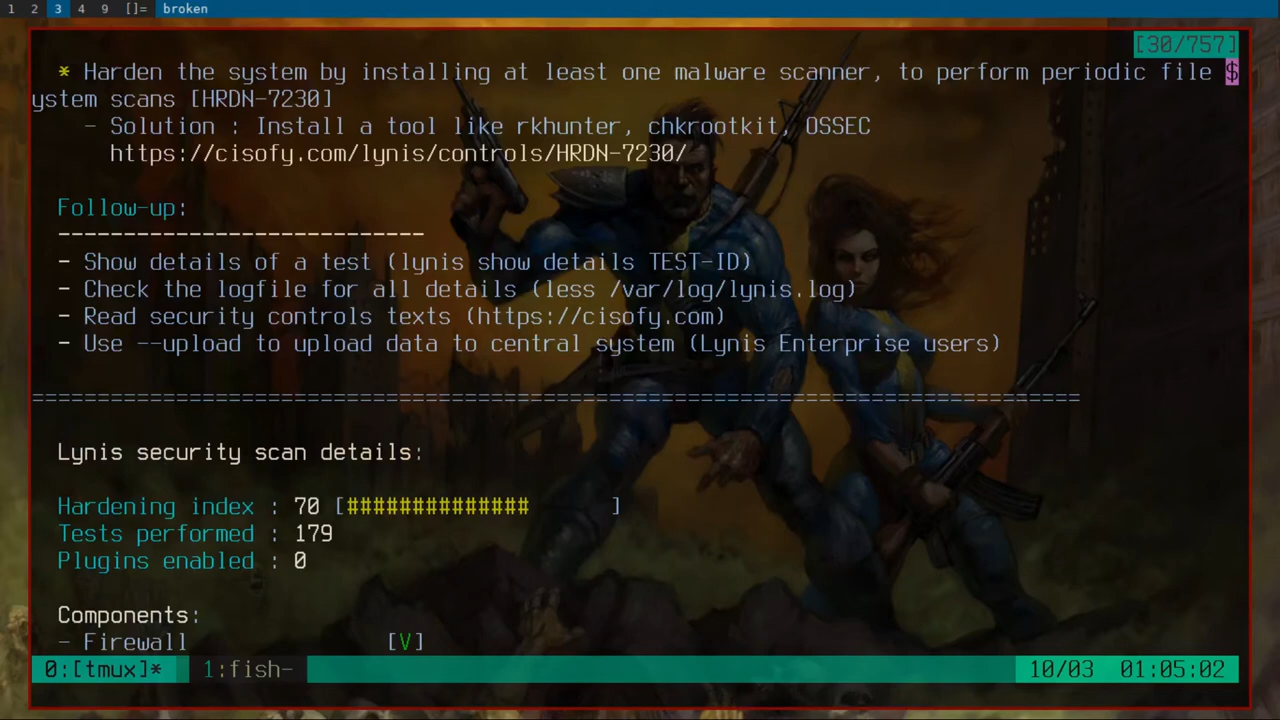 1 2 3 4 9 []= broken
[30/757]
* Harden the system by installing at least one malware scanner, to perform periodic file $
ystem scans [HRDN-7230]
- Solution : Install a tool like rkhunter, chkrootkit, OSSEC
https://cisofy.com/lynis/controls/HRDN-7230/
Follow-up:
----------------------------
- Show details of a test (lynis show details TEST-ID)
- Check the logfile for all details (less /var/log/lynis.log)
- Read security controls texts (https://cisofy.com)
- Use --upload to upload data to central system (Lynis Enterprise users)
================================================================================
Lynis security scan details:
Hardening index : 70 [##############      ]
Tests performed : 179
Plugins enabled : 0
Components:
- Firewall [V]
0:[tmux]* 1:fish- 10/03 01:05:02